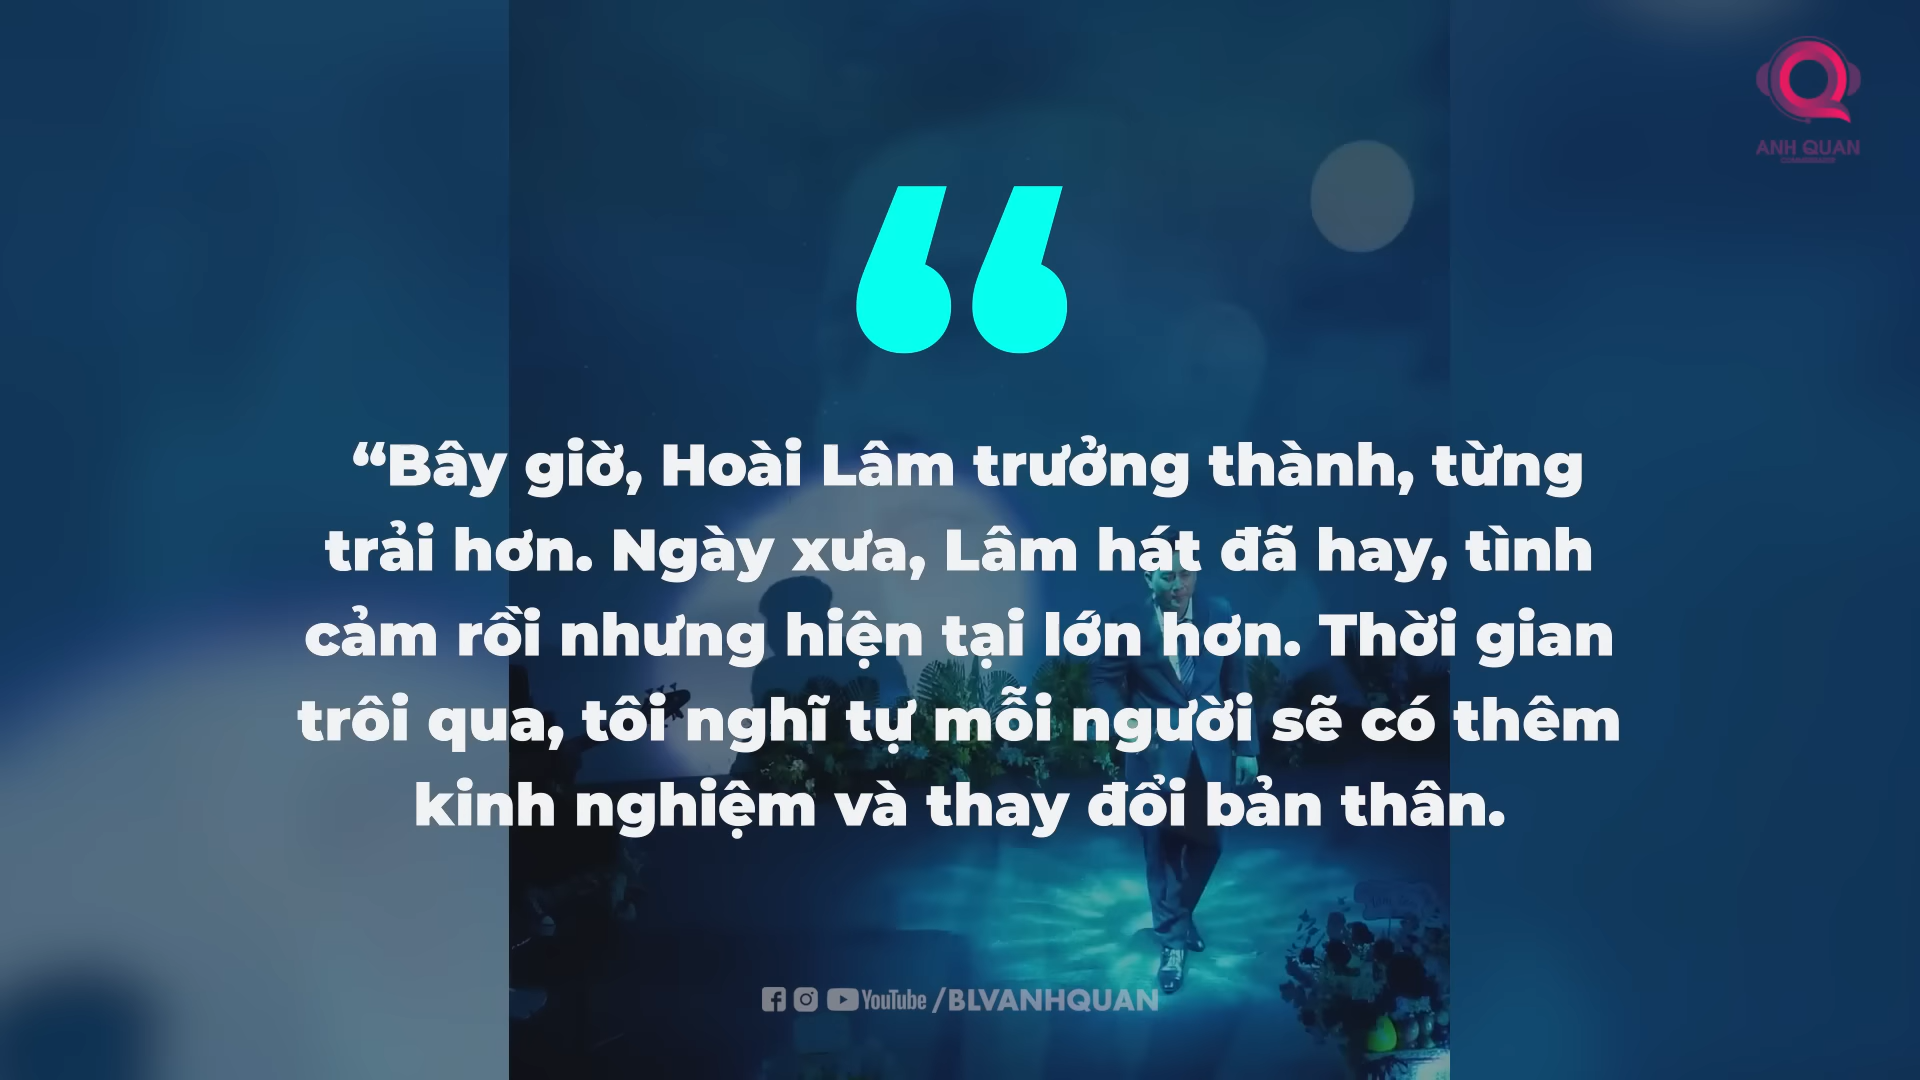 ANH QUAN
“Bây giờ, Hoài Lâm trưởng thành, từng
trải hơn. Ngày xưa, Lâm hát đã hay, tình
cảm rồi nhưng hiện tại lớn hơn. Thời gian
trôi qua, tôi nghĩ tự mỗi người sẽ có thêm
kinh nghiệm và thay đổi bản thân.
YouTube /BLVANHQUAN